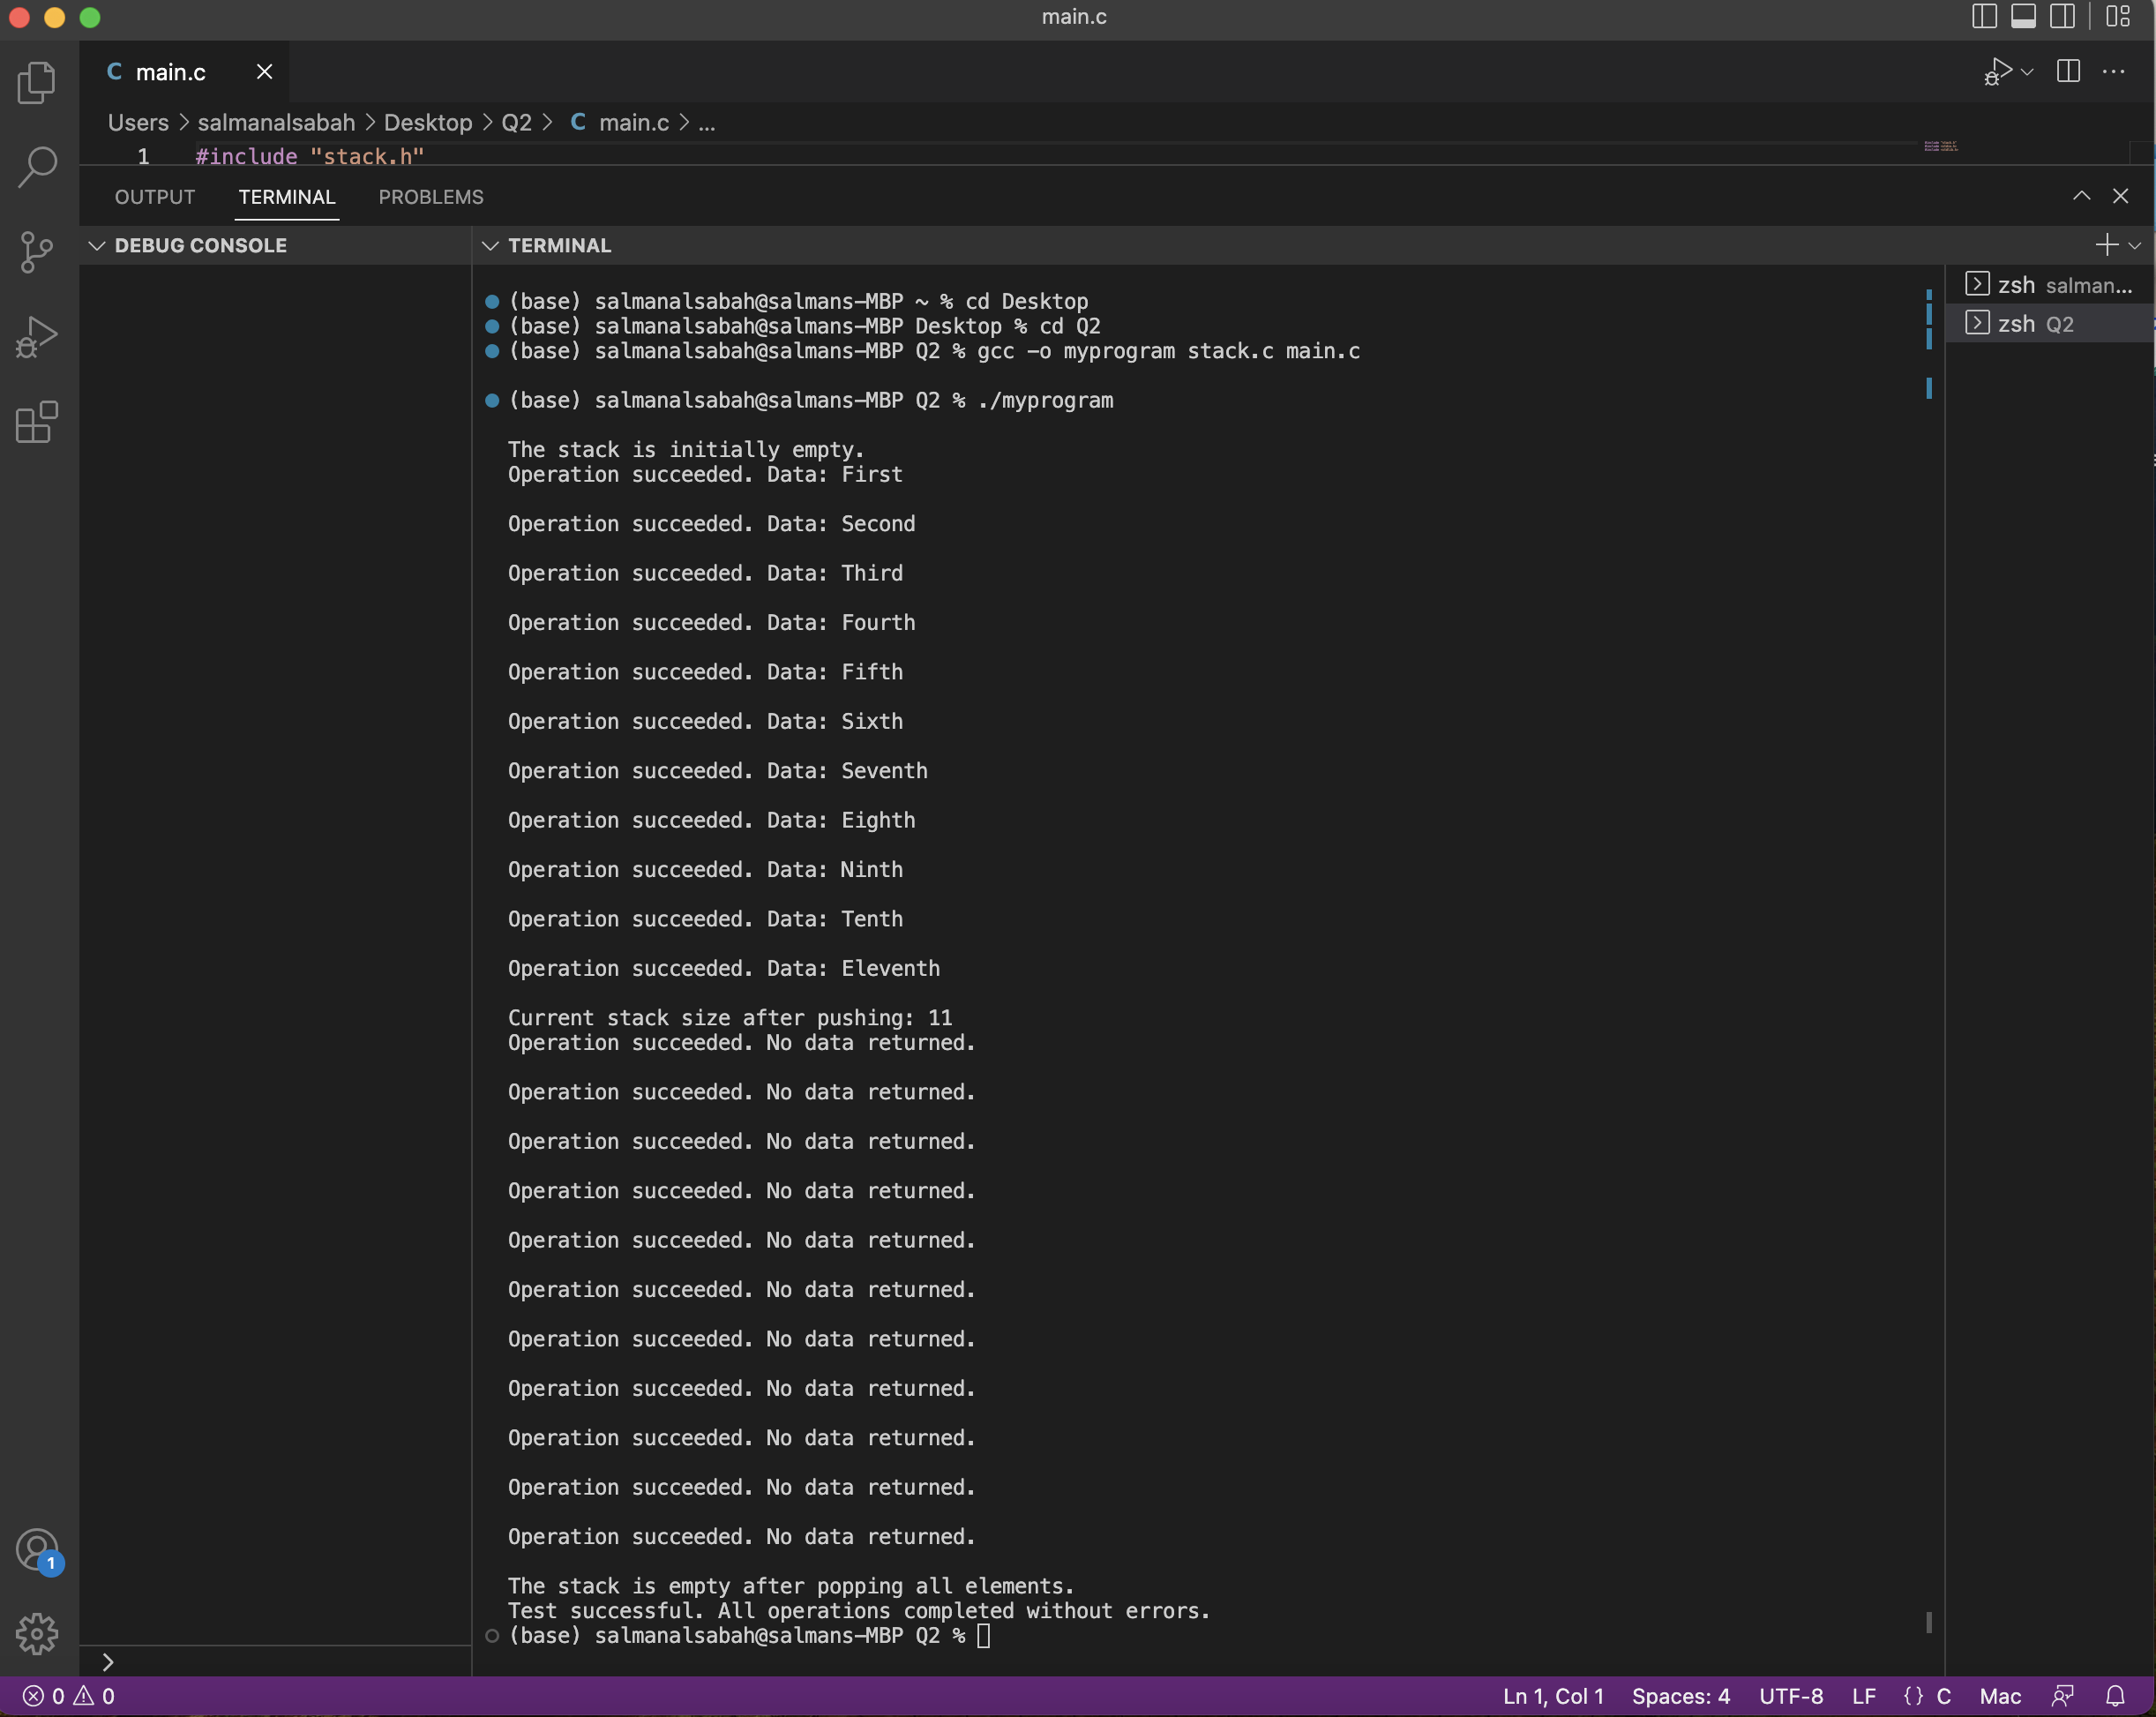 main.c
C main.c
Users > salmanalsabah > Desktop > Q2 > C main.c > ...
1 #include "stack.h"
OUTPUT TERMINAL PROBLEMS
DEBUG CONSOLE
TERMINAL
(base) salmanalsabah@salmans-MBP ~ % cd Desktop
(base) salmanalsabah@salmans-MBP Desktop % cd Q2
(base) salmanalsabah@salmans-MBP Q2 % gcc -o myprogram stack.c main.c
(base) salmanalsabah@salmans-MBP Q2 % ./myprogram
The stack is initially empty.
Operation succeeded. Data: First
Operation succeeded. Data: Second
Operation succeeded. Data: Third
Operation succeeded. Data: Fourth
Operation succeeded. Data: Fifth
Operation succeeded. Data: Sixth
Operation succeeded. Data: Seventh
Operation succeeded. Data: Eighth
Operation succeeded. Data: Ninth
Operation succeeded. Data: Tenth
Operation succeeded. Data: Eleventh
Current stack size after pushing: 11
Operation succeeded. No data returned.
Operation succeeded. No data returned.
Operation succeeded. No data returned.
Operation succeeded. No data returned.
Operation succeeded. No data returned.
Operation succeeded. No data returned.
Operation succeeded. No data returned.
Operation succeeded. No data returned.
Operation succeeded. No data returned.
Operation succeeded. No data returned.
Operation succeeded. No data returned.
The stack is empty after popping all elements.
Test successful. All operations completed without errors.
(base) salmanalsabah@salmans-MBP Q2 %
zsh salman...
zsh Q2
1
0 0
Ln 1, Col 1 Spaces: 4 UTF-8 LF {} C Mac